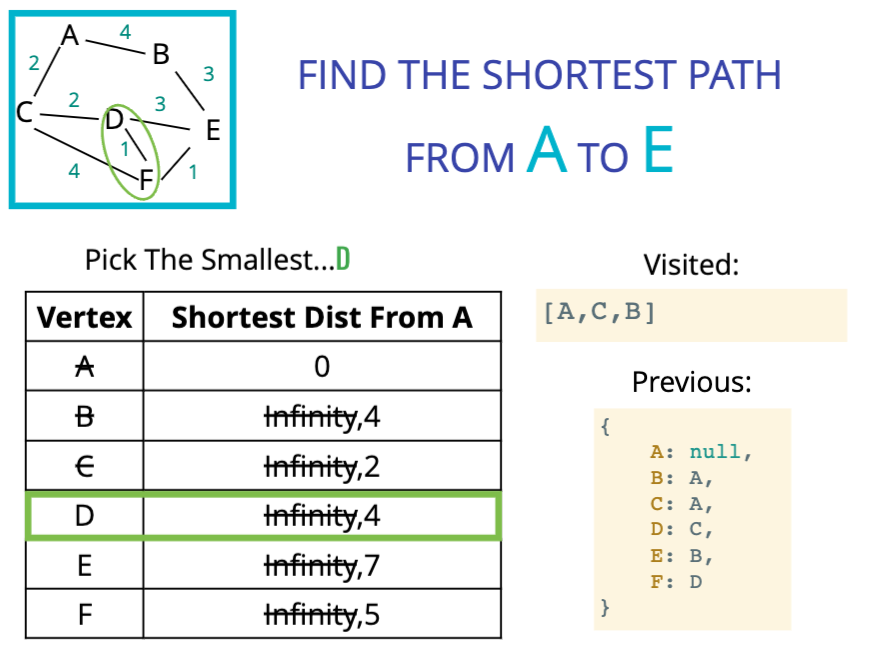 A 4 B
2 3
C 2 D 3 E
1
4 F 1
FIND THE SHORTEST PATH
FROM A TO E
Pick The Smallest...D
Vertex Shortest Dist From A
A 0
B Infinity,4
C Infinity,2
D Infinity,4
E Infinity,7
F Infinity,5
Visited:
[A,C,B]
Previous:
{
A: null,
B: A,
C: A,
D: C,
E: B,
F: D
}